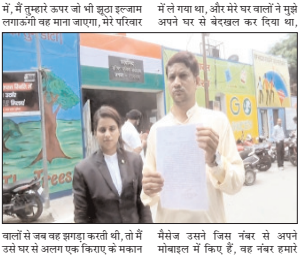 में, मैं तुम्हारे ऊपर जो भी झूठा इल्जाम
लगाऊंगी वह माना जाएगा, मेरे परिवार
में ले गया था, और मेरे घर वालों ने मुझे
अपने घर से बेदखल कर दिया था,
वालों से जब वह झगड़ा करती थी, तो मैं
उसे घर से अलग एक किराए के मकान
मैसेज उसने जिस नंबर से अपने
मोबाइल में किए हैं, वह नंबर हमारे